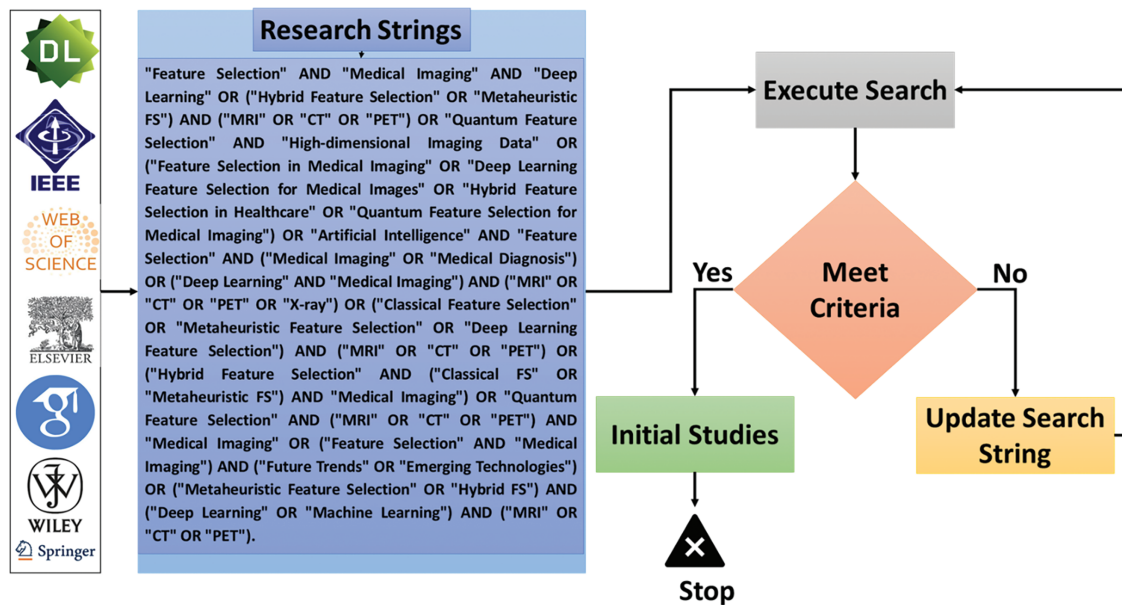 DL
IEEE
WEB
OF
SCIENCE
ELSEVIER
g
WILEY
Springer
Research Strings
"Feature Selection" AND "Medical Imaging" AND "Deep
Learning" OR ("Hybrid Feature Selection" OR "Metaheuristic
FS") AND ("MRI" OR "CT" OR "PET") OR "Quantum Feature
Selection" AND "High-dimensional Imaging Data" OR
("Feature Selection in Medical Imaging" OR "Deep Learning
Feature Selection for Medical Images" OR "Hybrid Feature
Selection in Healthcare" OR "Quantum Feature Selection for
Medical Imaging") OR "Artificial Intelligence" AND "Feature
Selection" AND ("Medical Imaging" OR "Medical Diagnosis")
OR ("Deep Learning" AND "Medical Imaging") AND ("MRI" OR
"CT" OR "PET" OR "X-ray") OR ("Classical Feature Selection"
OR "Metaheuristic Feature Selection" OR "Deep Learning
Feature Selection") AND ("MRI" OR "CT" OR "PET") OR
("Hybrid Feature Selection" AND ("Classical FS" OR
"Metaheuristic FS") AND "Medical Imaging") OR "Quantum
Feature Selection" AND ("MRI" OR "CT" OR "PET") AND
"Medical Imaging" OR ("Feature Selection" AND "Medical
Imaging") AND ("Future Trends" OR "Emerging Technologies")
OR ("Metaheuristic Feature Selection" OR "Hybrid FS") AND
("Deep Learning" OR "Machine Learning") AND ("MRI" OR
"CT" OR "PET").
Execute Search
Meet
Criteria
Yes
No
Initial Studies
Update Search
String
Stop